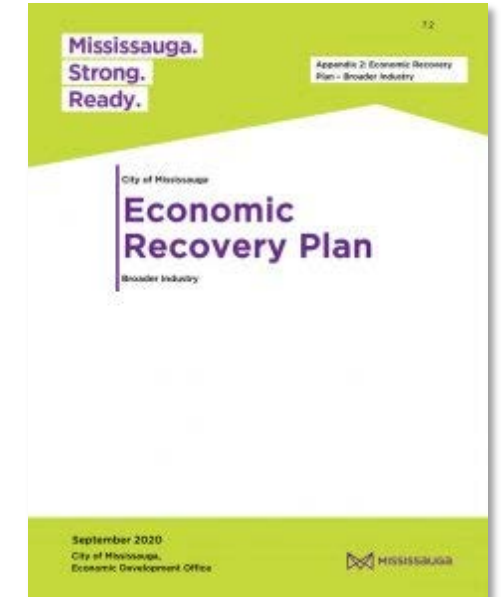 7.2
Mississauga.
Strong.
Ready.
Appendix 2: Economic Recovery
Plan - Broader Industry
City of Mississauga
Economic
Recovery Plan
Broader Industry
September 2020
City of Mississauga,
Economic Development Office
MISSISSAUGA